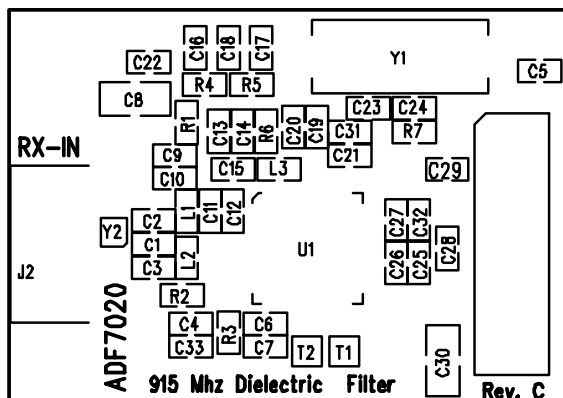 C16 C18 C17
C22
Y1
C5
R4 R5
C8
C23 C24
R1
C13 C14 R6 C20 C19 C31 R7
RX-IN
C9
C21
C10
C15 L3
C29
L1 C11 C12
C2
C27 C32
Y2
C1
U1
C28
C3 L2
C26 C25
J2
R2
ADF7020
C4 R3 C6
C33 C7
T2 T1
C30
915 Mhz Dielectric Filter
Rev. C